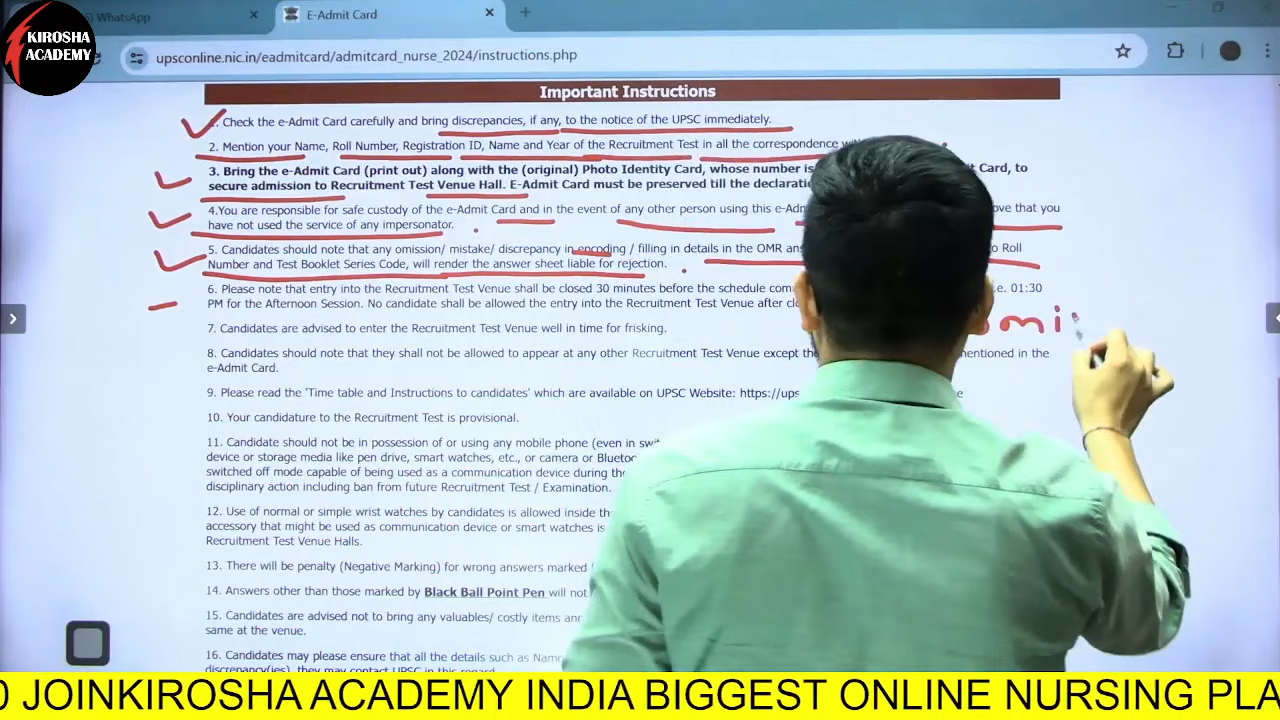 ) WhatsApp
E-Admit Card
KIROSHA
ACADEMY
upsconline.nic.in/eadmitcard/admitcard_nurse_2024/instructions.php
Important Instructions
1. Check the e-Admit Card carefully and bring discrepancies, if any, to the notice of the UPSC immediately.
2. Mention your Name, Roll Number, Registration ID, Name and Year of the Recruitment Test in all the correspondence
3. Bring the e-Admit Card (print out) along with the (original) Photo Identity Card, whose number is Card, to
secure admission to Recruitment Test Venue Hall. E-Admit Card must be preserved till the
4.You are responsible for safe custody of the e-Admit Card and in the event of any other person using this that you
have not used the service of any impersonator.
5. Candidates should note that any omission/ mistake/ discrepancy in encoding / filling in details in the OMR Roll
Number and Test Booklet Series Code, will render the answer sheet liable for rejection.
6. Please note that entry into the Recruitment Test Venue shall be closed 30 minutes before the schedule 01:30
PM for the Afternoon Session. No candidate shall be allowed the entry into the Recruitment Test Venue after
mi
7. Candidates are advised to enter the Recruitment Test Venue well in time for frisking.
8. Candidates should note that they shall not be allowed to appear at any other Recruitment Test Venue except mentioned in the
e-Admit Card.
9. Please read the 'Time table and Instructions to candidates' which are available on UPSC Website: https://ups
10. Your candidature to the Recruitment Test is provisional.
11. Candidate should not be in possession of or using any mobile phone (even in
device or storage media like pen drive, smart watches, etc., or camera or
switched off mode capable of being used as a communication device during the
disciplinary action including ban from future Recruitment Test / Examination.
12. Use of normal or simple wrist watches by candidates is allowed inside
accessory that might be used as communication device or smart watches is
Recruitment Test Venue Halls.
13. There will be penalty (Negative Marking) for wrong answers marked
14. Answers other than those marked by Black Ball Point Pen will not
15. Candidates are advised not to bring any valuables/ costly items
same at the venue.
16. Candidates may please ensure that all the details such as Name
discrepancy(ies), they may contact UPSC in this regard.
0 JOINKIROSHA ACADEMY INDIA BIGGEST ONLINE NURSING PLA